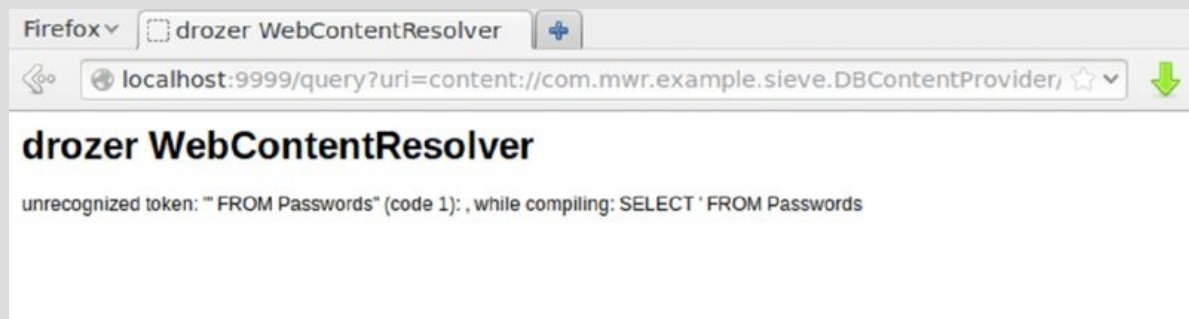 Firefox
drozer WebContentResolver
localhost:9999/query?uri=content://com.mwr.example.sieve.DBContentProvider/
drozer WebContentResolver
unrecognized token: "' FROM Passwords" (code 1): , while compiling: SELECT ' FROM Passwords